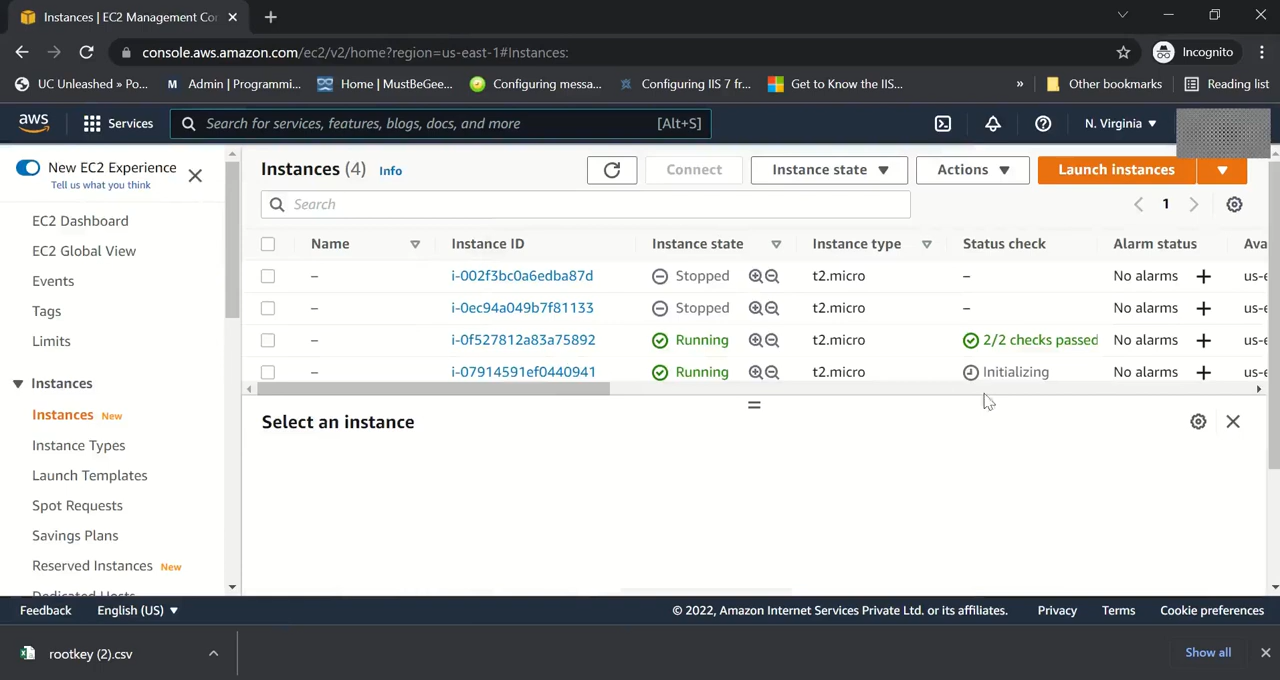 Instances | EC2 Management Con
console.aws.amazon.com/ec2/v2/home?region=us-east-1#Instances:
Incognito
UC Unleashed » Po...
Admin | Programmi...
Home | MustBeGee...
Configuring messa...
Configuring IIS 7 fr...
Get to Know the IIS...
»
Other bookmarks
Reading list
aws
Services
Search for services, features, blogs, docs, and more
[Alt+S]
N. Virginia
New EC2 Experience
Tell us what you think
EC2 Dashboard
EC2 Global View
Events
Tags
Limits
Instances
Instances New
Instance Types
Launch Templates
Spot Requests
Savings Plans
Reserved Instances New
Dedicated Hosts
Instances (4) Info
Connect
Instance state
Actions
Launch instances
Search
1
Name Instance ID Instance state Instance type Status check Alarm status Ava
– i-002f3bc0a6edba87d Stopped t2.micro – No alarms + us-e
– i-0ec94a049b7f81133 Stopped t2.micro – No alarms + us-e
– i-0f527812a83a75892 Running t2.micro 2/2 checks passed No alarms + us-e
– i-07914591ef0440941 Running t2.micro Initializing No alarms + us-e
Select an instance
Feedback
English (US)
© 2022, Amazon Internet Services Private Ltd. or its affiliates.
Privacy
Terms
Cookie preferences
rootkey (2).csv
Show all